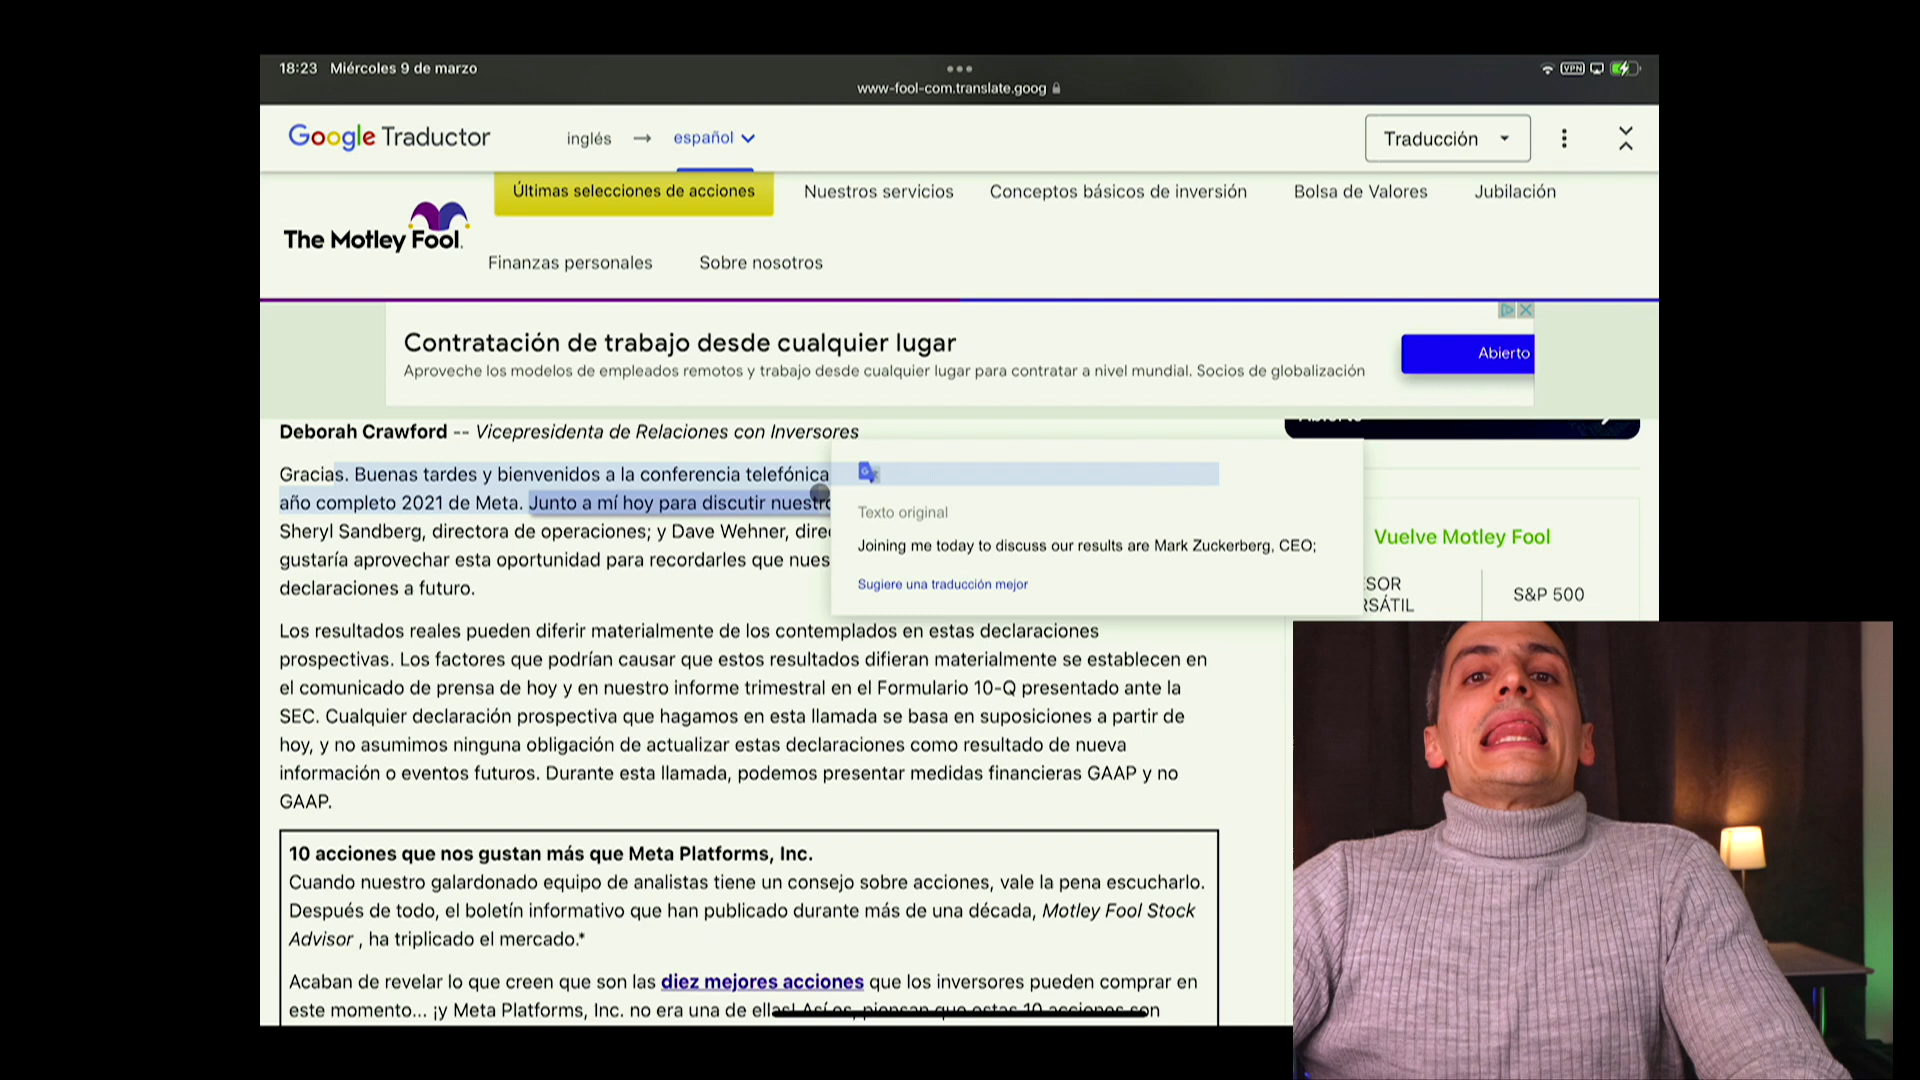 18:23 Miércoles 9 de marzo
VPN
www-fool-com.translate.goog
Google Traductor
inglés → español
Traducción
Últimas selecciones de acciones
Nuestros servicios
Conceptos básicos de inversión
Bolsa de Valores
Jubilación
The Motley Fool.
Finanzas personales
Sobre nosotros
Contratación de trabajo desde cualquier lugar
Aproveche los modelos de empleados remotos y trabajo desde cualquier lugar para contratar a nivel mundial. Socios de globalización
Abierto
Deborah Crawford -- Vicepresidenta de Relaciones con Inversores
Gracias. Buenas tardes y bienvenidos a la conferencia telefónica
año completo 2021 de Meta. Junto a mí hoy para discutir nuestro
Sheryl Sandberg, directora de operaciones; y Dave Wehner, dire
gustaría aprovechar esta oportunidad para recordarles que nues
declaraciones a futuro.
Texto original
Joining me today to discuss our results are Mark Zuckerberg, CEO;
Sugiere una traducción mejor
Vuelve Motley Fool
SOR
RSÁTIL
S&P 500
Los resultados reales pueden diferir materialmente de los contemplados en estas declaraciones
prospectivas. Los factores que podrían causar que estos resultados difieran materialmente se establecen en
el comunicado de prensa de hoy y en nuestro informe trimestral en el Formulario 10-Q presentado ante la
SEC. Cualquier declaración prospectiva que hagamos en esta llamada se basa en suposiciones a partir de
hoy, y no asumimos ninguna obligación de actualizar estas declaraciones como resultado de nueva
información o eventos futuros. Durante esta llamada, podemos presentar medidas financieras GAAP y no
GAAP.
10 acciones que nos gustan más que Meta Platforms, Inc.
Cuando nuestro galardonado equipo de analistas tiene un consejo sobre acciones, vale la pena escucharlo.
Después de todo, el boletín informativo que han publicado durante más de una década, Motley Fool Stock
Advisor , ha triplicado el mercado.*
Acaban de revelar lo que creen que son las diez mejores acciones que los inversores pueden comprar en
este momento... ¡y Meta Platforms, Inc. no era una de ellas! Así es, piensan que estas 10 acciones son